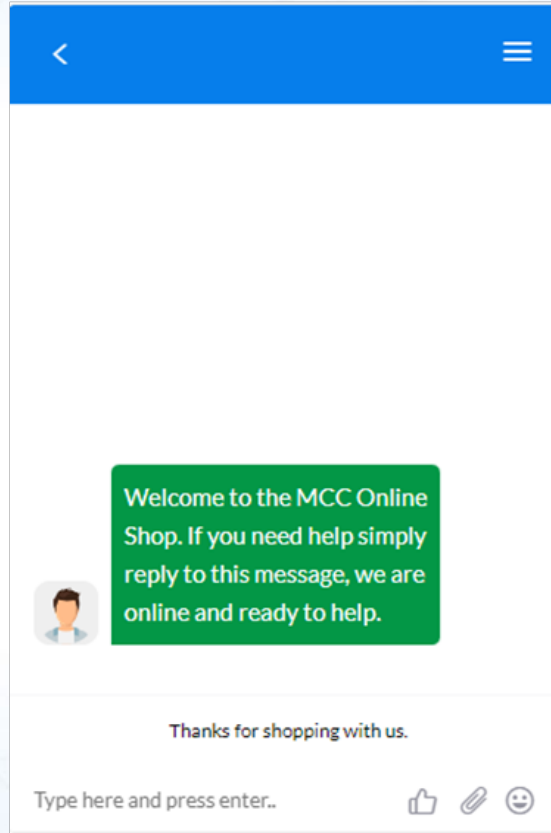 Welcome to the MCC Online
Shop. If you need help simply
reply to this message, we are
online and ready to help.
Thanks for shopping with us.
Type here and press enter..